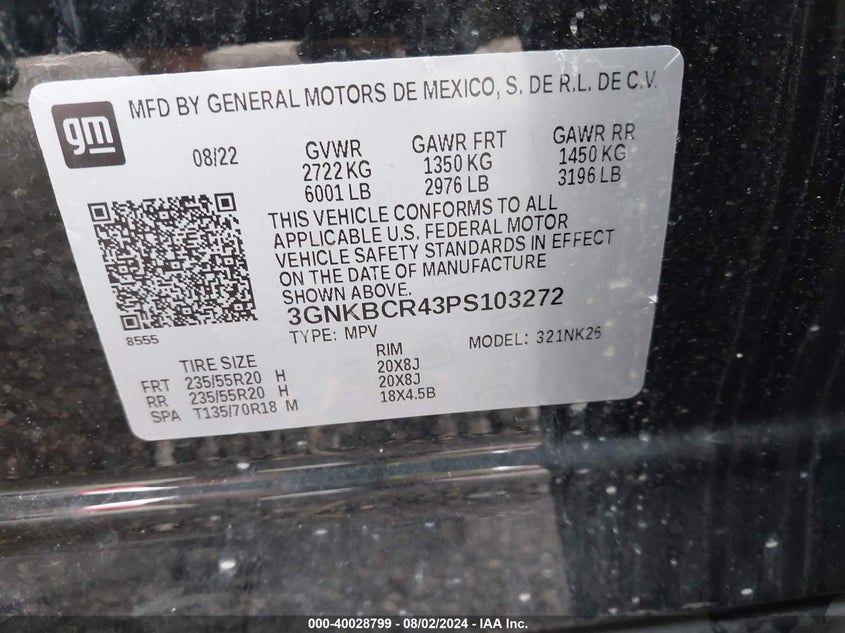 gm
MFD BY GENERAL MOTORS DE MEXICO, S. DE R.L. DE C.V.
08/22 GVWR GAWR FRT GAWR RR
2722 KG 1350 KG 1450 KG
6001 LB 2976 LB 3196 LB
THIS VEHICLE CONFORMS TO ALL
APPLICABLE U.S. FEDERAL MOTOR
VEHICLE SAFETY STANDARDS IN EFFECT
ON THE DATE OF MANUFACTURE
SHOWN ABOVE.
3GNKBCR43PS103272
8555
TYPE: MPV MODEL: 321NK26
TIRE SIZE RIM
FRT 235/55R20 H 20X8J
RR 235/55R20 H 20X8J
SPA T135/70R18 M 18X4.5B
000-40028799 - 08/02/2024 - IAA Inc.